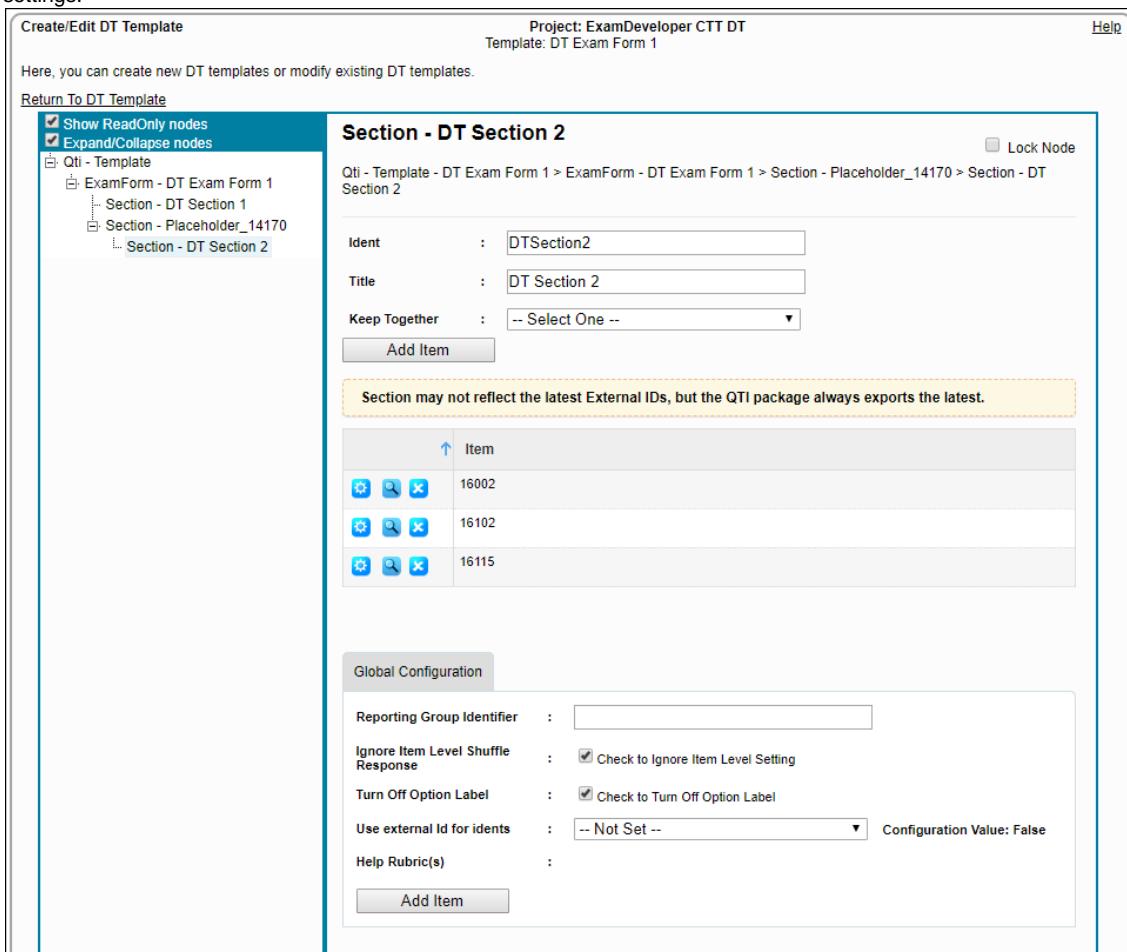 settings.
Create/Edit DT Template
Project: ExamDeveloper CTT DT
Help
Template: DT Exam Form 1
Here, you can create new DT templates or modify existing DT templates.
Return To DT Template
Show ReadOnly nodes
Expand/Collapse nodes
Qti - Template
ExamForm - DT Exam Form 1
Section - DT Section 1
Section - Placeholder_14170
Section - DT Section 2
Section - DT Section 2
Lock Node
Qti - Template - DT Exam Form 1 > ExamForm - DT Exam Form 1 > Section - Placeholder_14170 > Section - DT
Section 2
Ident : DTSection2
Title : DT Section 2
Keep Together : -- Select One --
Add Item
Section may not reflect the latest External IDs, but the QTI package always exports the latest.
Item
16002
16102
16115
Global Configuration
Reporting Group Identifier :
Ignore Item Level Shuffle
Response : Check to Ignore Item Level Setting
Turn Off Option Label : Check to Turn Off Option Label
Use external Id for idents : -- Not Set -- Configuration Value: False
Help Rubric(s) :
Add Item